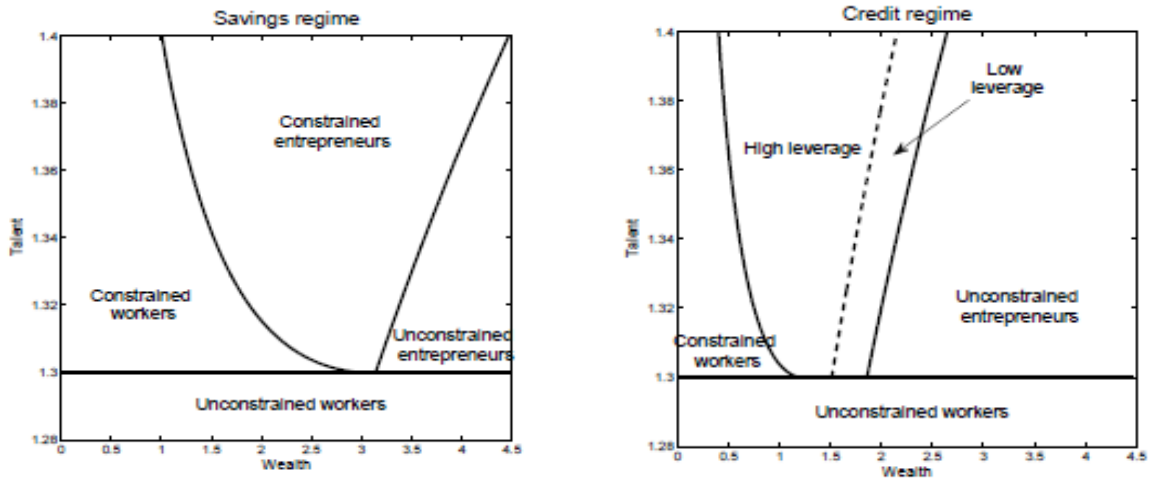 Savings regime
1.4
1.38
1.36
1.34
1.32
1.3
1.28
Talent
Constrained
entrepreneurs
Constrained
workers
Unconstrained
entrepreneurs
Unconstrained workers
0 0.5 1 1.5 2 2.5 3 3.5 4 4.5
Wealth
Credit regime
1.4
1.38
1.36
1.34
1.32
1.3
1.28
Talent
Low
leverage
High leverage
Unconstrained
entrepreneurs
Constrained
workers
Unconstrained workers
0 0.5 1 1.5 2 2.5 3 3.5 4 4.5
Wealth